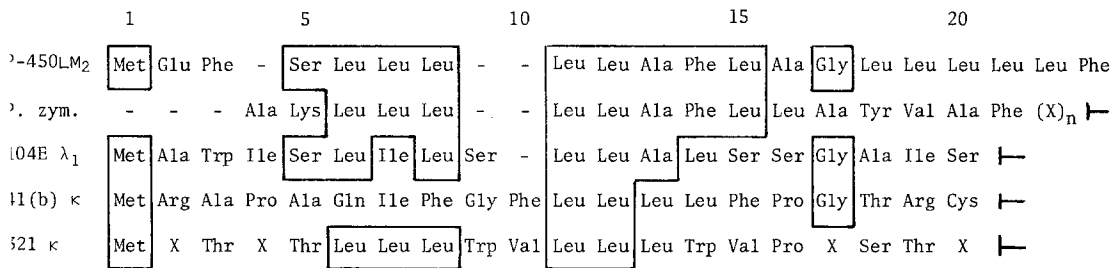 1 5 10 15 20
P-450LM₂ Met Glu Phe - Ser Leu Leu Leu - - Leu Leu Ala Phe Leu Ala Gly Leu Leu Leu Leu Leu Phe
P. zym. - - - Ala Lys Leu Leu Leu - - Leu Leu Ala Phe Leu Leu Ala Tyr Val Ala Phe (X)n
104E λ₁ Met Ala Trp Ile Ser Leu Ile Leu Ser - Leu Leu Ala Leu Ser Ser Gly Ala Ile Ser
41(b) κ Met Arg Ala Pro Ala Gln Ile Phe Gly Phe Leu Leu Leu Leu Phe Pro Gly Thr Arg Cys
321 κ Met X Thr X Thr Leu Leu Leu Trp Val Leu Leu Leu Trp Val Pro X Ser Thr X